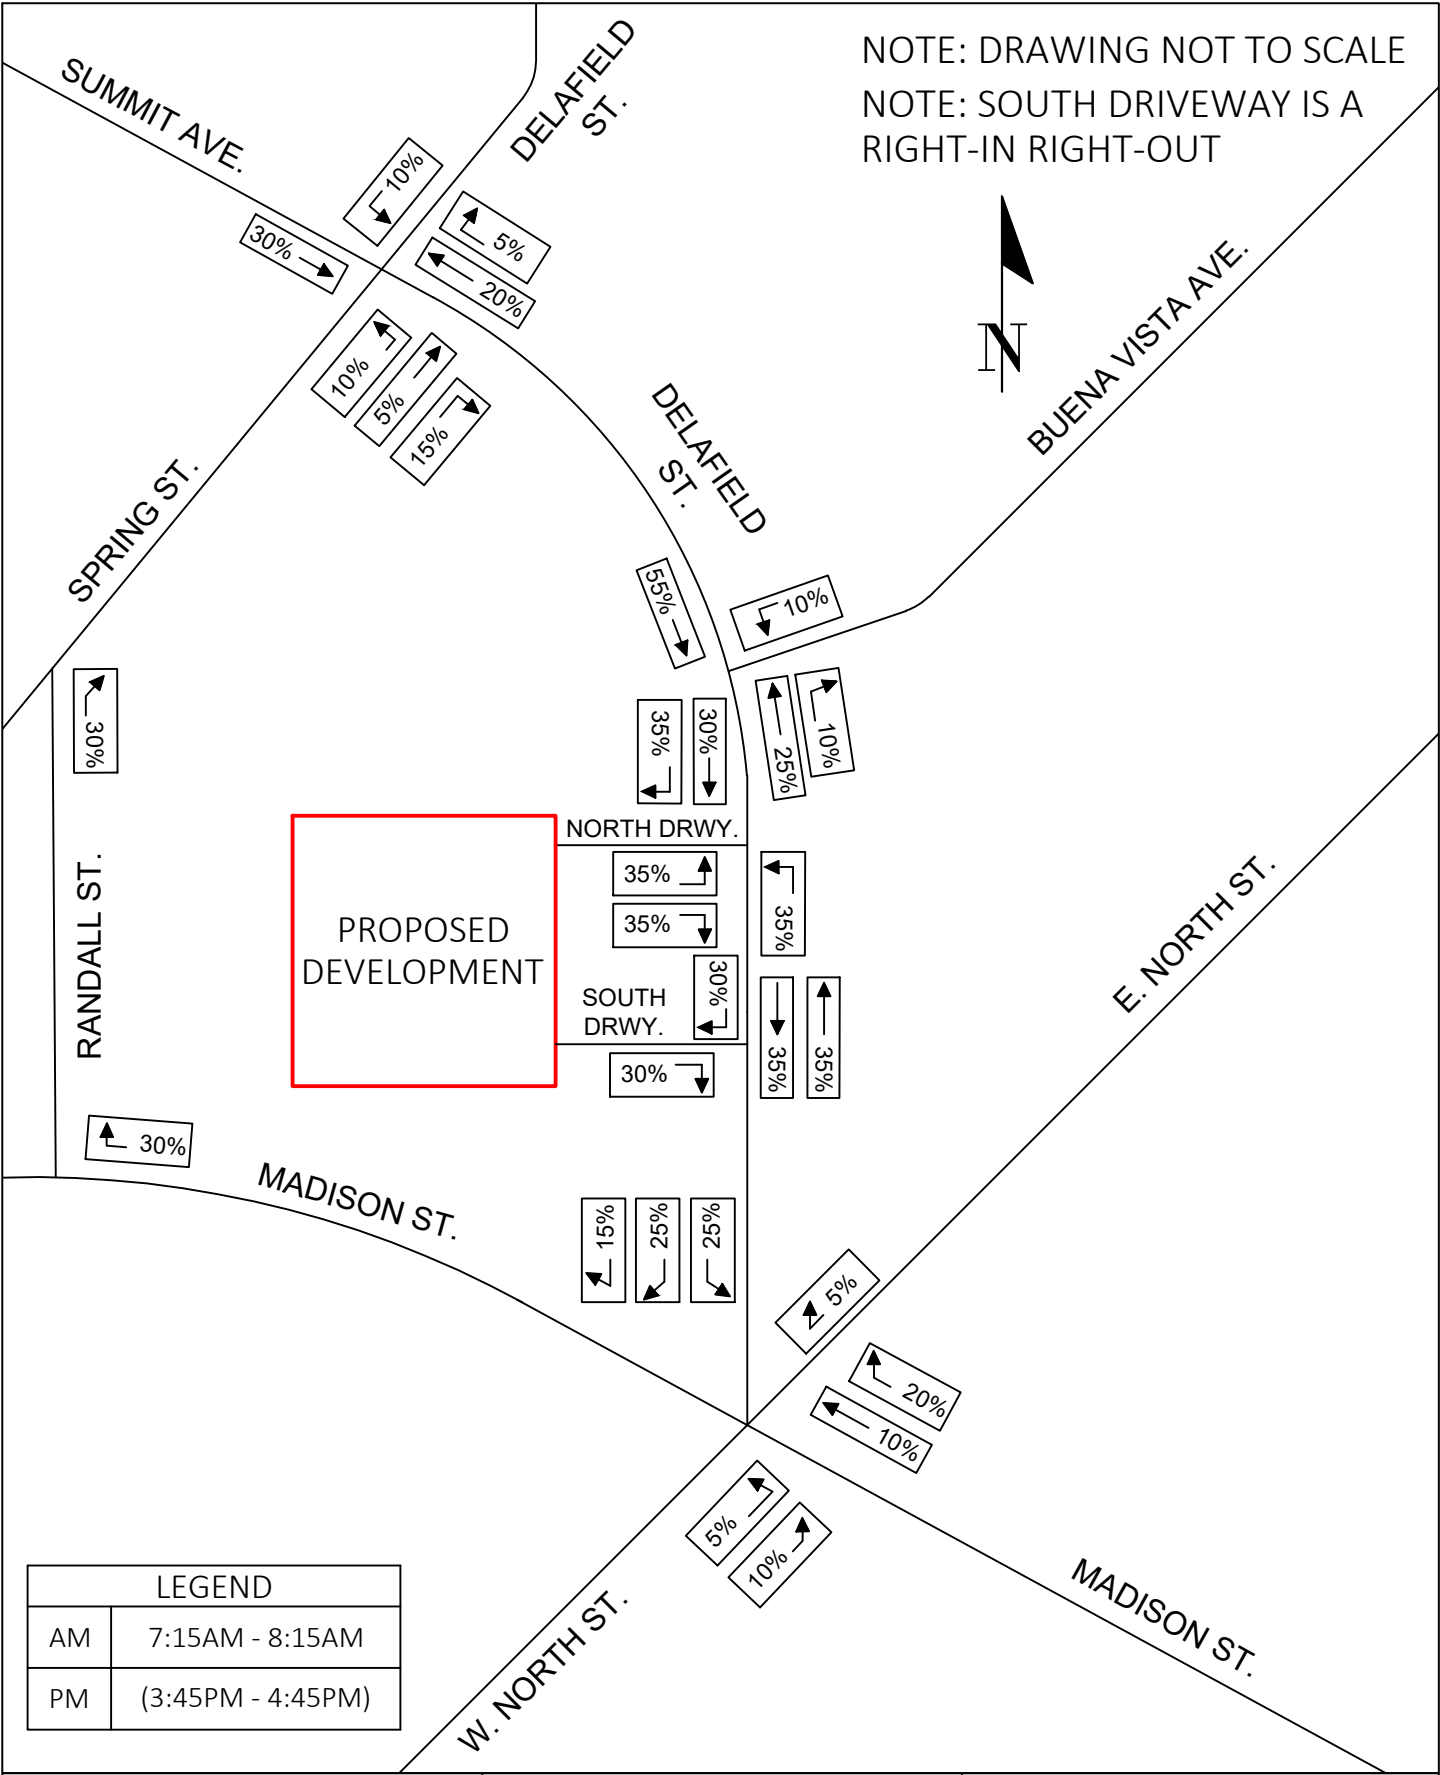 NOTE: DRAWING NOT TO SCALE
NOTE: SOUTH DRIVEWAY IS A
RIGHT-IN RIGHT-OUT
DELAFIELD
ST.
SUMMIT AVE.
10%
5%
30%
20%
N
BUENA VISTA AVE.
10%
5%
15%
DELAFIELD
ST.
SPRING ST.
55%
10%
30%
35%
30%
25%
10%
NORTH DRWY.
35%
35%
35%
PROPOSED
DEVELOPMENT
RANDALL ST.
E. NORTH ST.
30%
SOUTH
DRWY.
35%
35%
30%
30%
MADISON ST.
15%
25%
25%
5%
20%
10%
5%
10%
MADISON ST.
W. NORTH ST.
LEGEND
AM 7:15AM - 8:15AM
PM (3:45PM - 4:45PM)